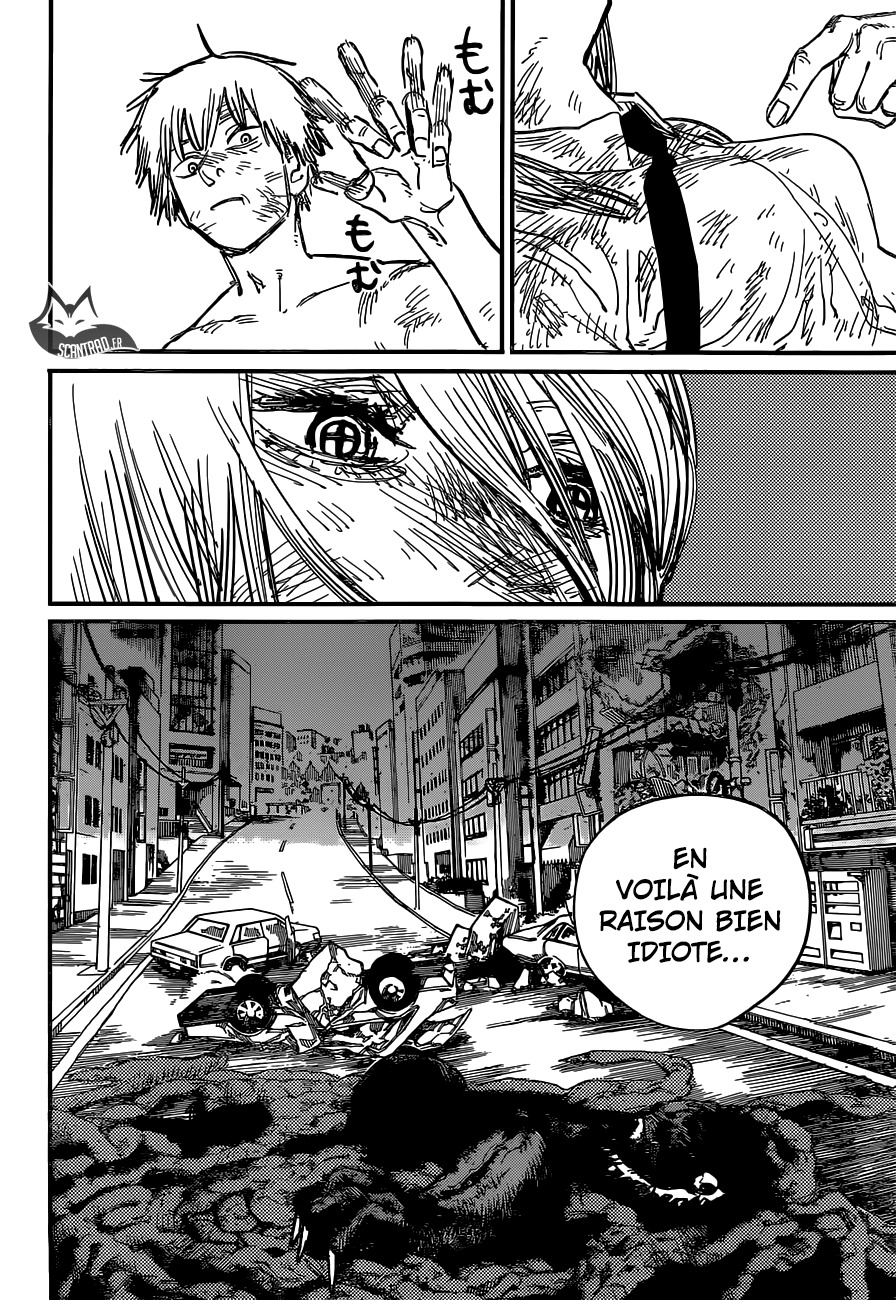 もむ
もむ
SCANTRAD.FR
EN
VOILÀ UNE
RAISON BIEN
IDIOTE...